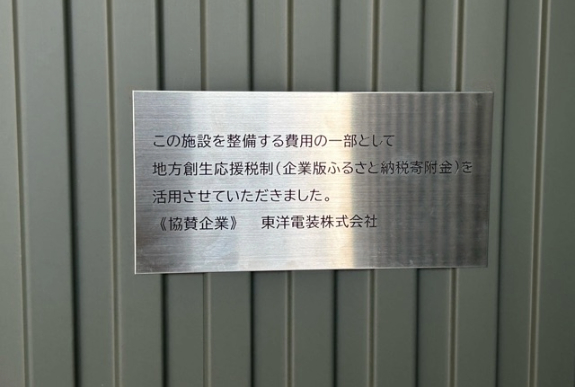 この施設を整備する費用の一部として
地方創生応援税制（企業版ふるさと納税寄附金）を
活用させていただきました。
《協賛企業》　東洋電装株式会社